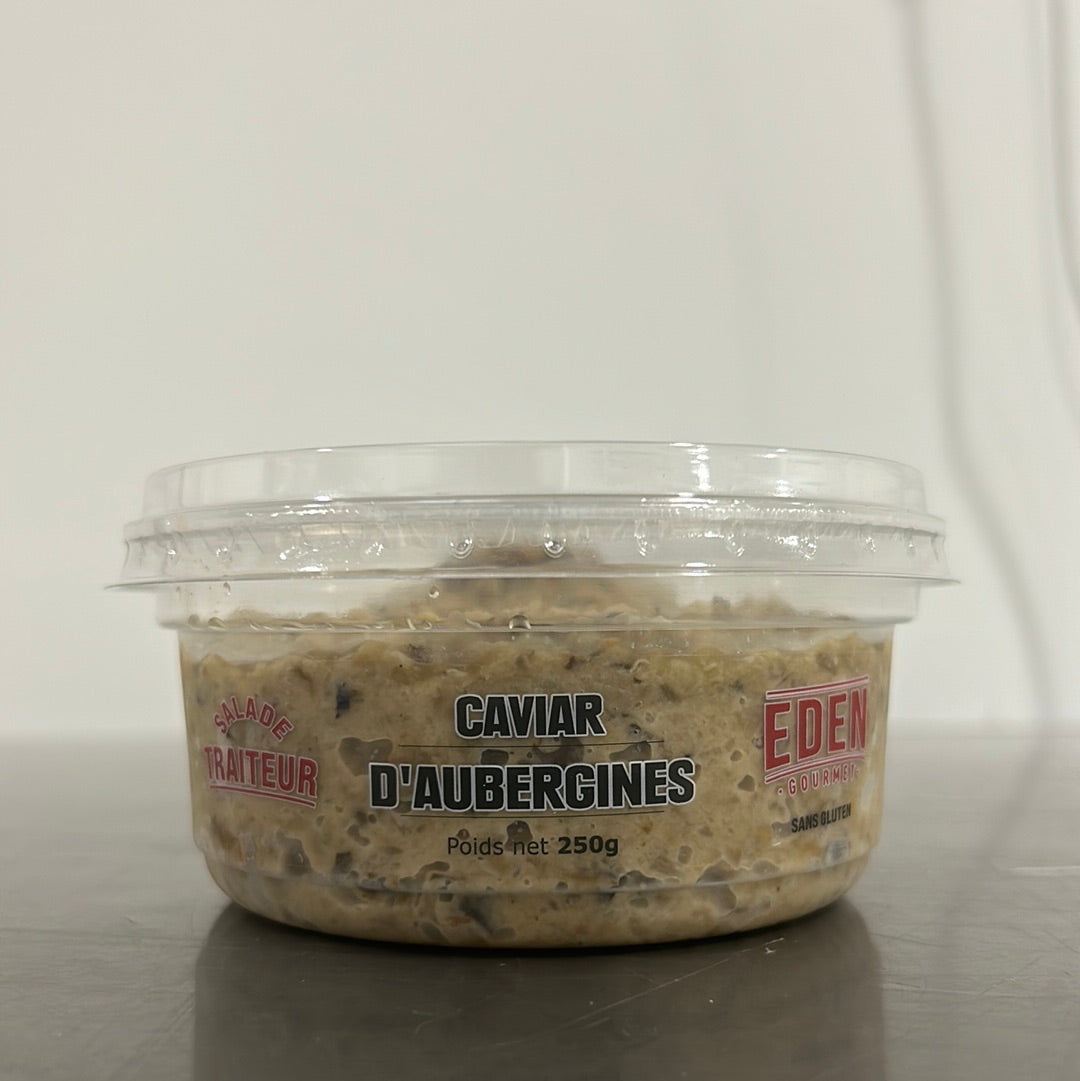 SALADE
TRAITEUR
CAVIAR
D'AUBERGINES
Poids net 250g
EDEN
·GOURMET·
SANS GLUTEN